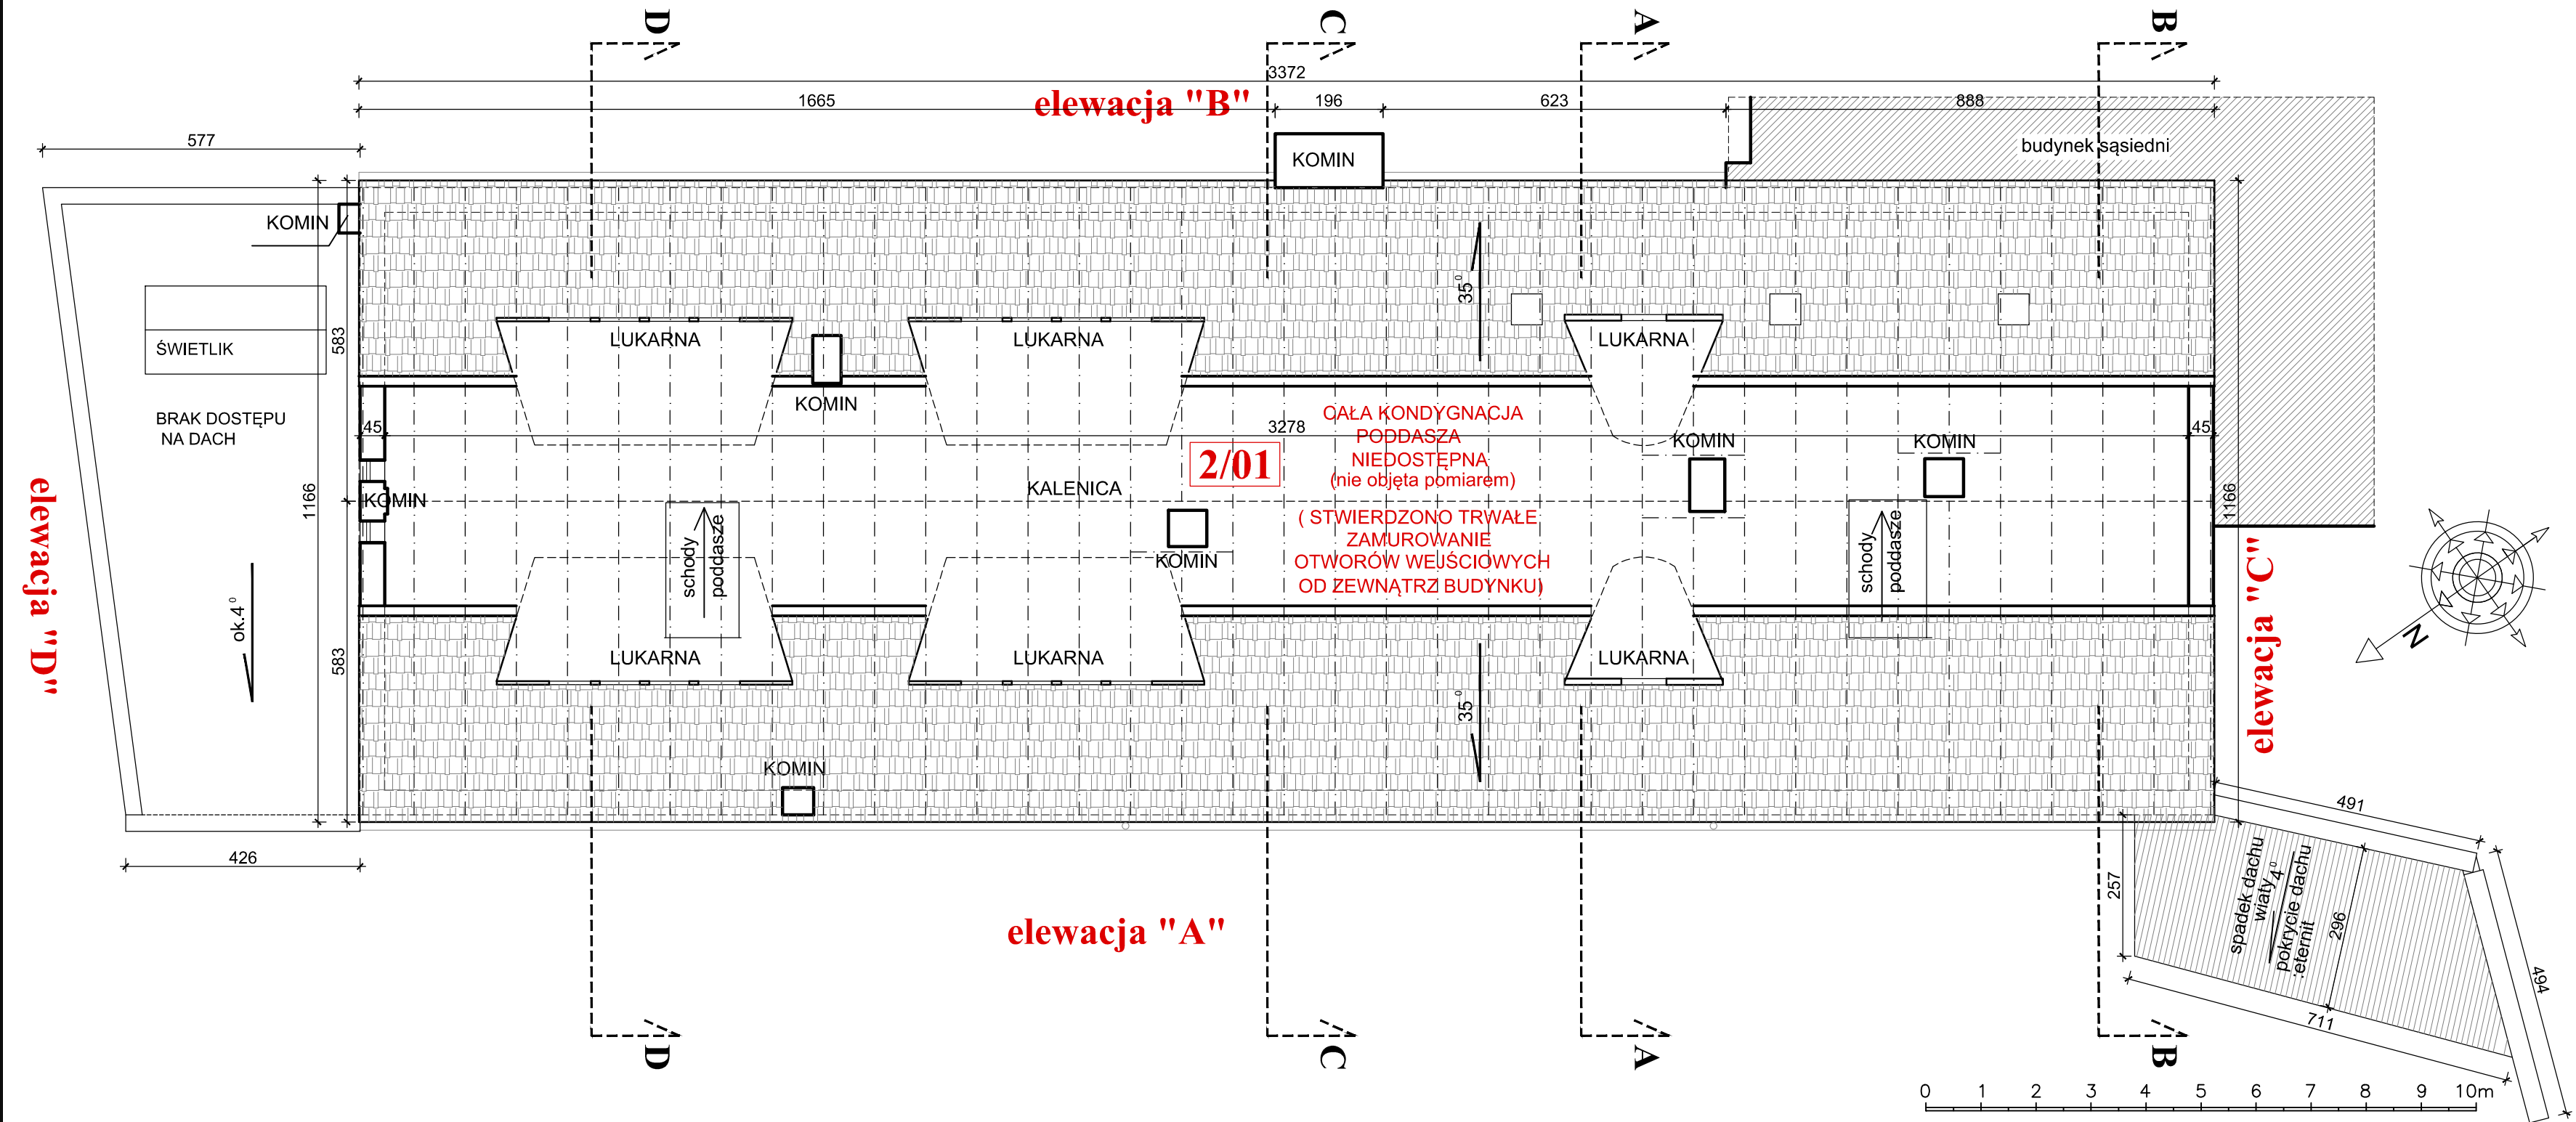 D
C
A
B
3372
1665
elewacja "B"
196
623
888
577
budynek sąsiedni
KOMIN
KOMIN
583
35⁰
ŚWIETLIK
LUKARNA
LUKARNA
LUKARNA
KOMIN
BRAK DOSTĘPU
NA DACH
45
3278
45
CAŁA KONDYGNACJA
PODDASZA
NIEDOSTĘPNA
(nie objęta pomiarem)
2/01
KOMIN
KOMIN
KALENICA
KOMIN
1166
1166
elewacja "D"
( STWIERDZONO TRWAŁE
ZAMUROWANIE
OTWORÓW WEJŚCIOWYCH
OD ZEWNĄTRZ BUDYNKU)
schody
poddasze
KOMIN
schody
poddasze
elewacja "C"
N
ok.4⁰
583
LUKARNA
LUKARNA
LUKARNA
35⁰
KOMIN
426
491
257
spadek dachu
wiaty 4⁰
pokrycie dachu
:eternit
296
494
711
elewacja "A"
D
C
A
B
0 1 2 3 4 5 6 7 8 9 10m